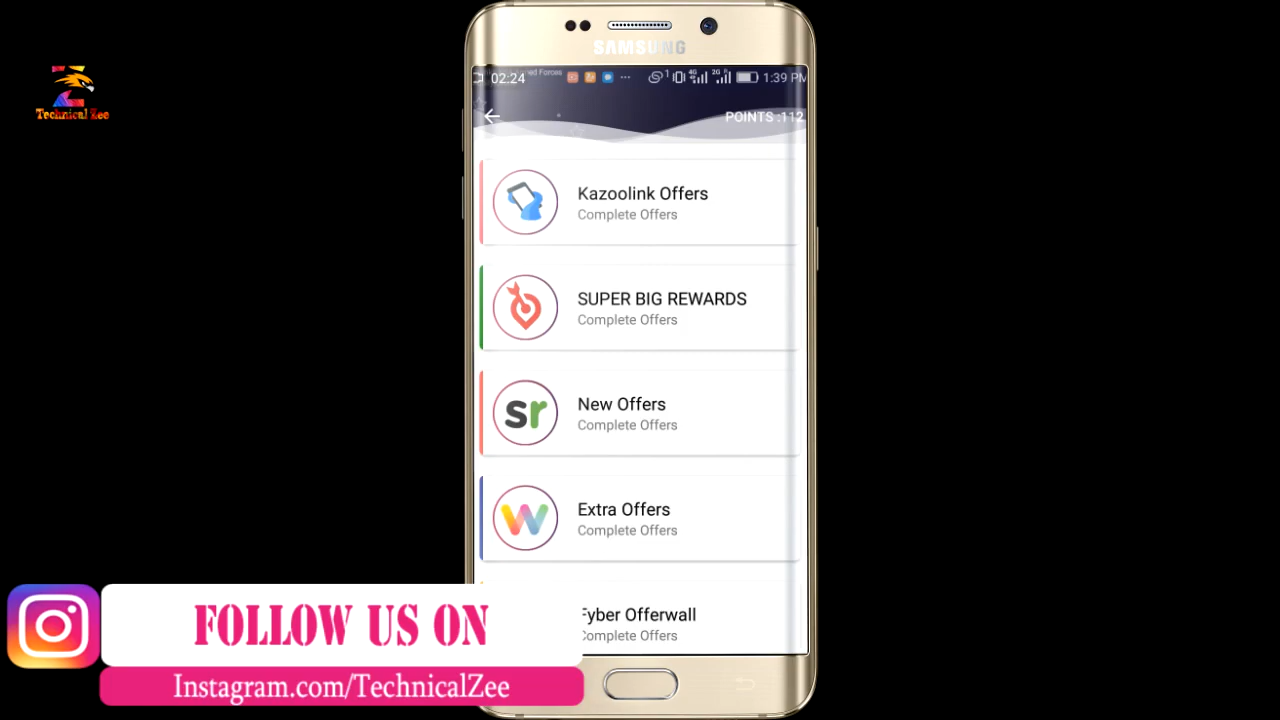 SAMSUNG
02:24
1:39 PM
POINTS :112
Technical Zee
Kazoolink Offers
Complete Offers
SUPER BIG REWARDS
Complete Offers
sr
New Offers
Complete Offers
W
Extra Offers
Complete Offers
Fyber Offerwall
Complete Offers
FOLLOW US ON
Instagram.com/TechnicalZee